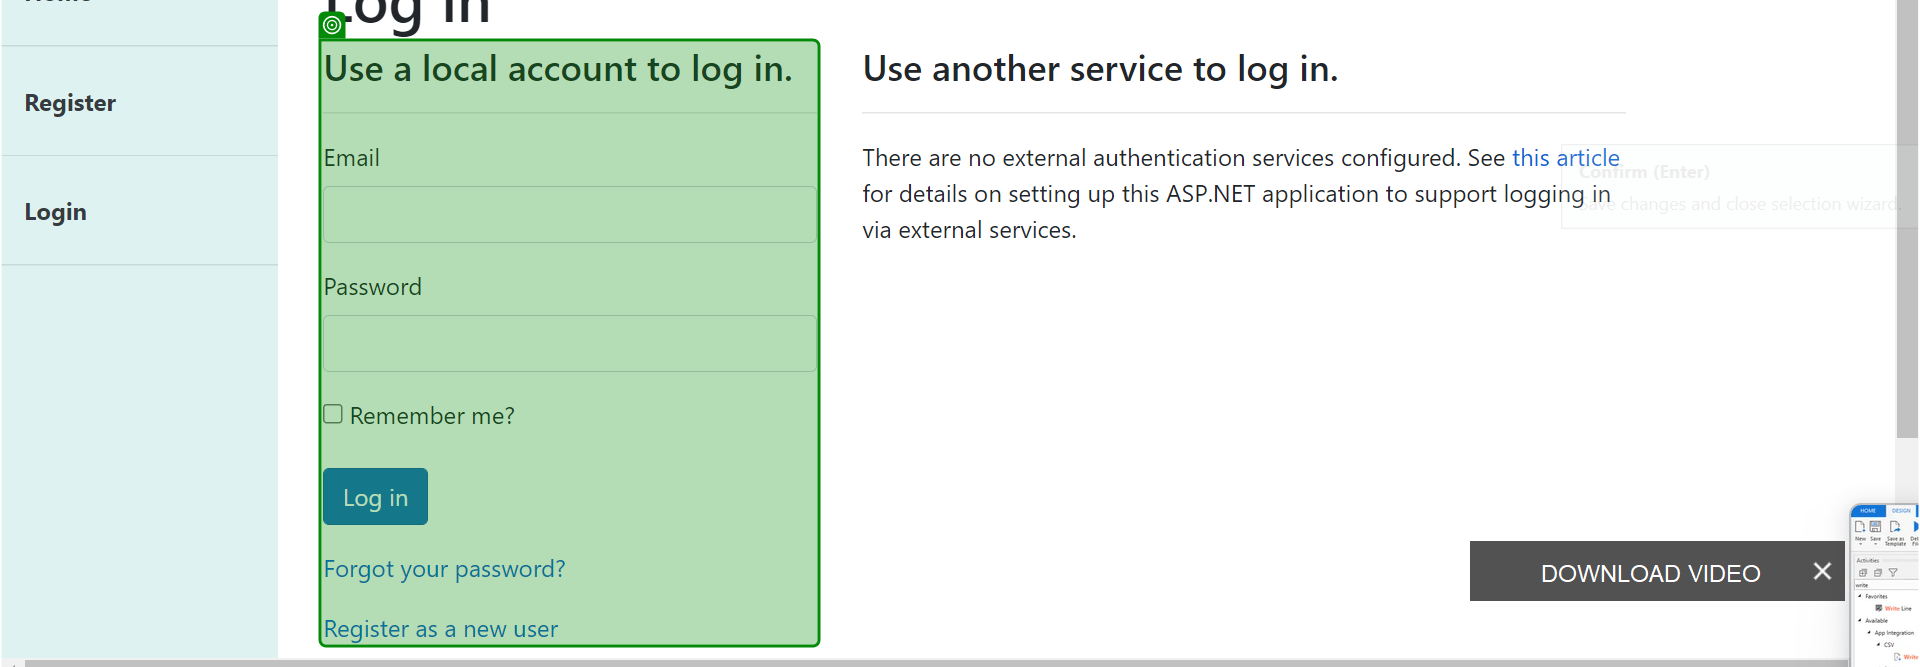 Log in
Register
Login
Use a local account to log in.
Email
Password
Remember me?
Log in
Forgot your password?
Register as a new user
Use another service to log in.
There are no external authentication services configured. See this article
for details on setting up this ASP.NET application to support logging in
via external services.
Confirm (Enter)
Save changes and close selection wizard.
DOWNLOAD VIDEO
HOME DESIGN
New Save Save as
Template
Activities
write
Favorites
Write Line
Available
App Integration
CSV
Write